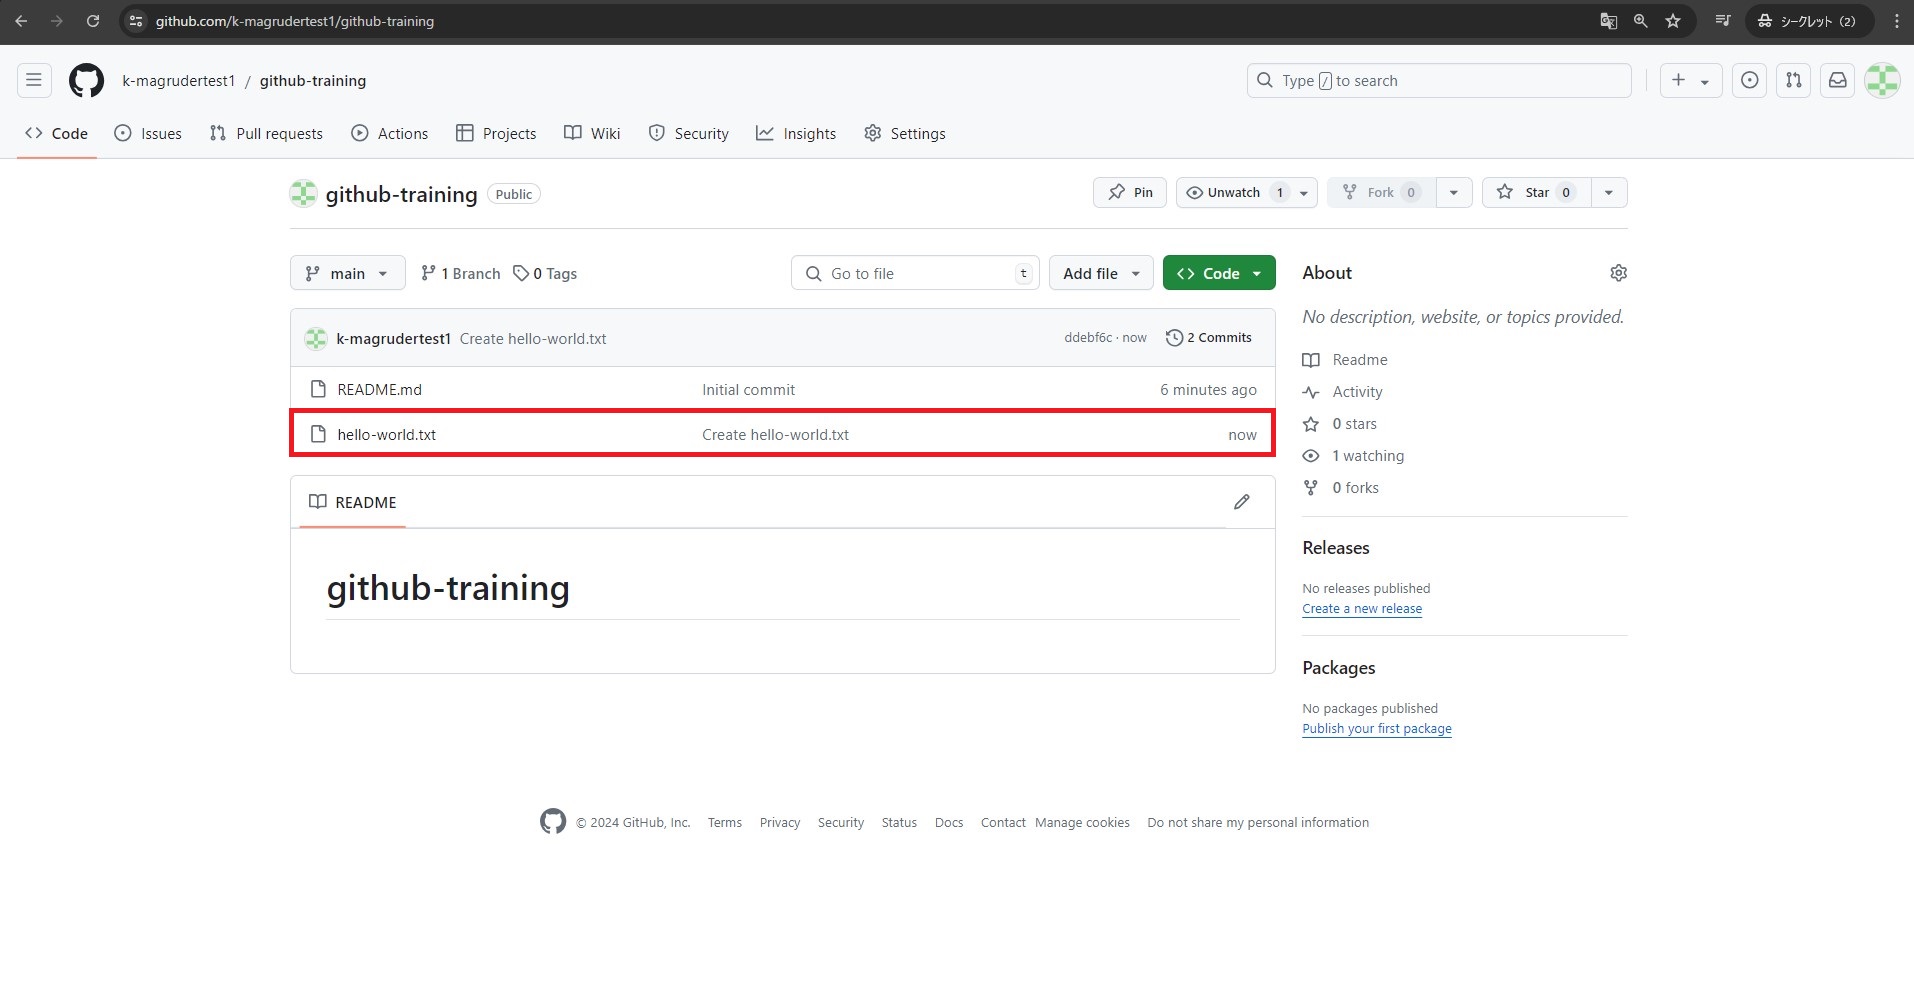 github.com/k-magrudertest1/github-training
シークレット (2)
k-magrudertest1 / github-training
Type / to search
Code Issues Pull requests Actions Projects Wiki Security Insights Settings
github-training Public
Pin Unwatch 1 Fork 0 Star 0
main 1 Branch 0 Tags
Go to file t
Add file
Code
k-magrudertest1 Create hello-world.txt ddebf6c · now 2 Commits
README.md Initial commit 6 minutes ago
hello-world.txt Create hello-world.txt now
README
github-training
About
No description, website, or topics provided.
Readme
Activity
0 stars
1 watching
0 forks
Releases
No releases published
Create a new release
Packages
No packages published
Publish your first package
© 2024 GitHub, Inc. Terms Privacy Security Status Docs Contact Manage cookies Do not share my personal information